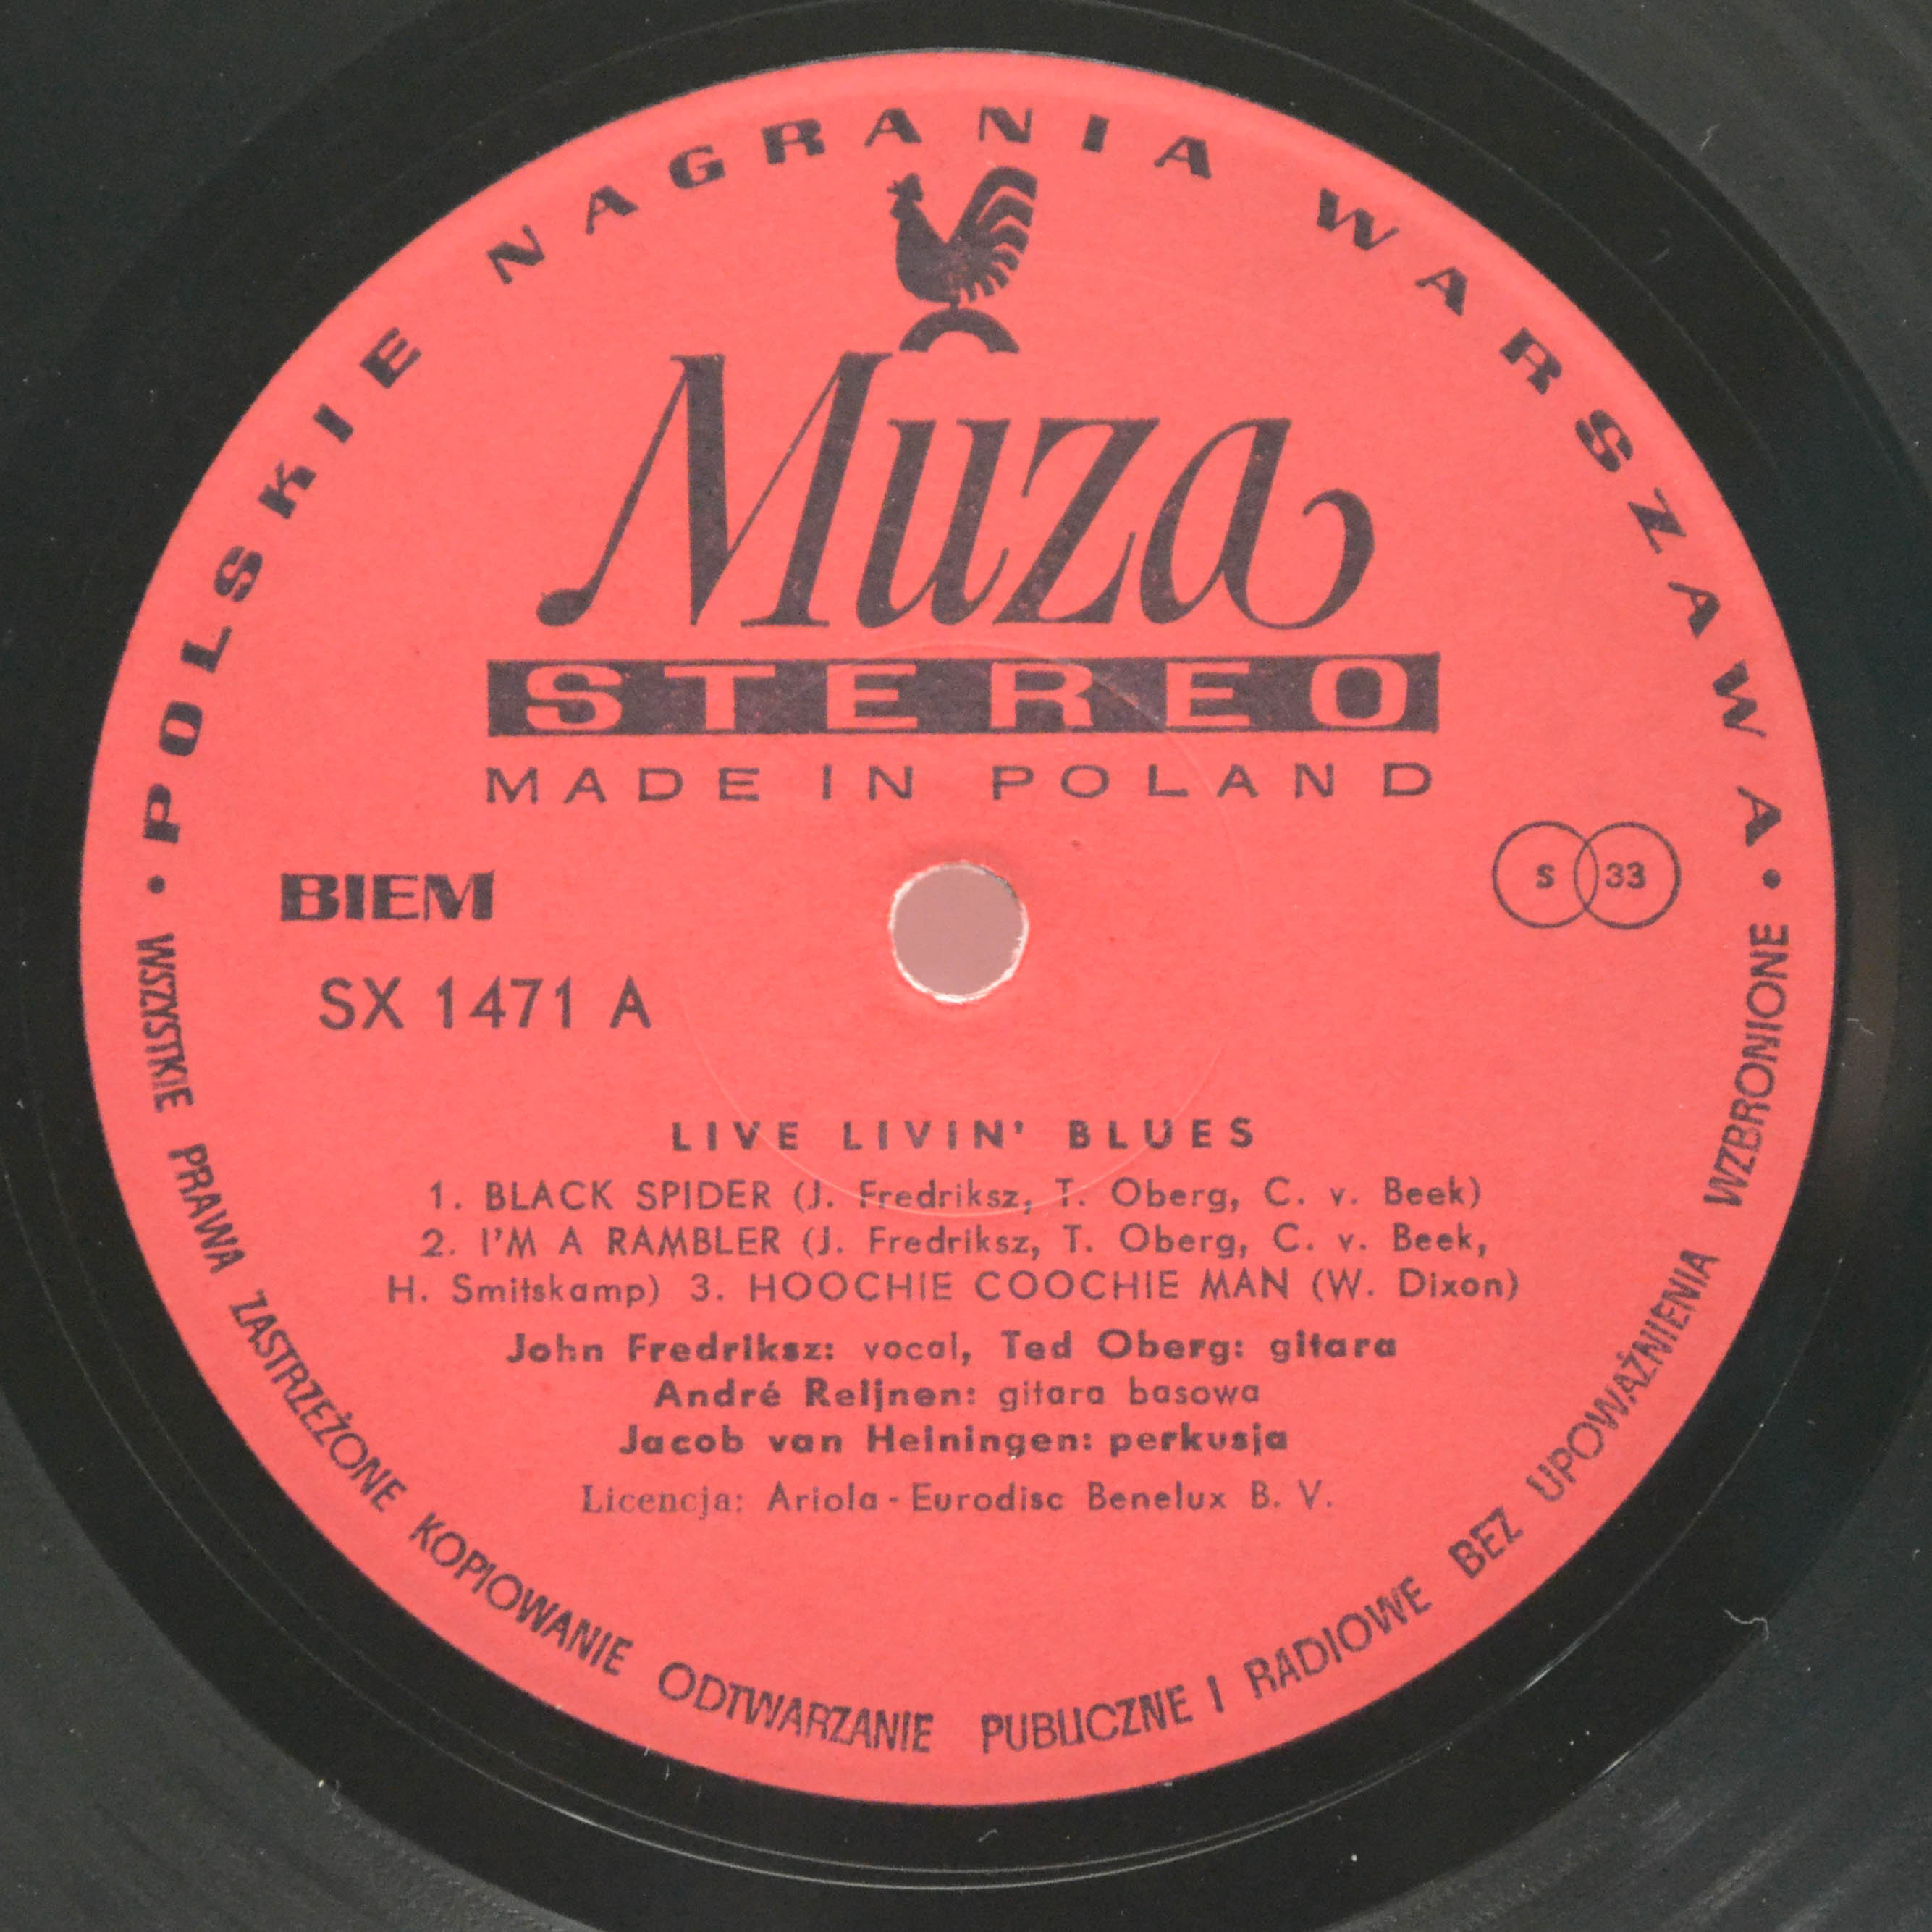 POLSKIE NAGRANIA WARSZAWA
Muza
STEREO
MADE IN POLAND
BIEM
S 33
SX 1471 A
LIVE LIVIN' BLUES
1. BLACK SPIDER (J. Fredriksz, T. Oberg, C. v. Beek)
2. I'M A RAMBLER (J. Fredriksz, T. Oberg, C. v. Beek,
H. Smitskamp) 3. HOOCHIE COOCHIE MAN (W. Dixon)
John Fredriksz: vocal, Ted Oberg: gitara
André Reijnen: gitara basowa
Jacob van Heiningen: perkusja
Licencja: Ariola - Eurodisc Benelux B. V.
• WSZYSTKIE PRAWA ZASTRZEŻONE KOPIOWANIE ODTWARZANIE PUBLICZNE I RADIOWE BEZ UPOWAŻNIENIA WZBRONIONE •